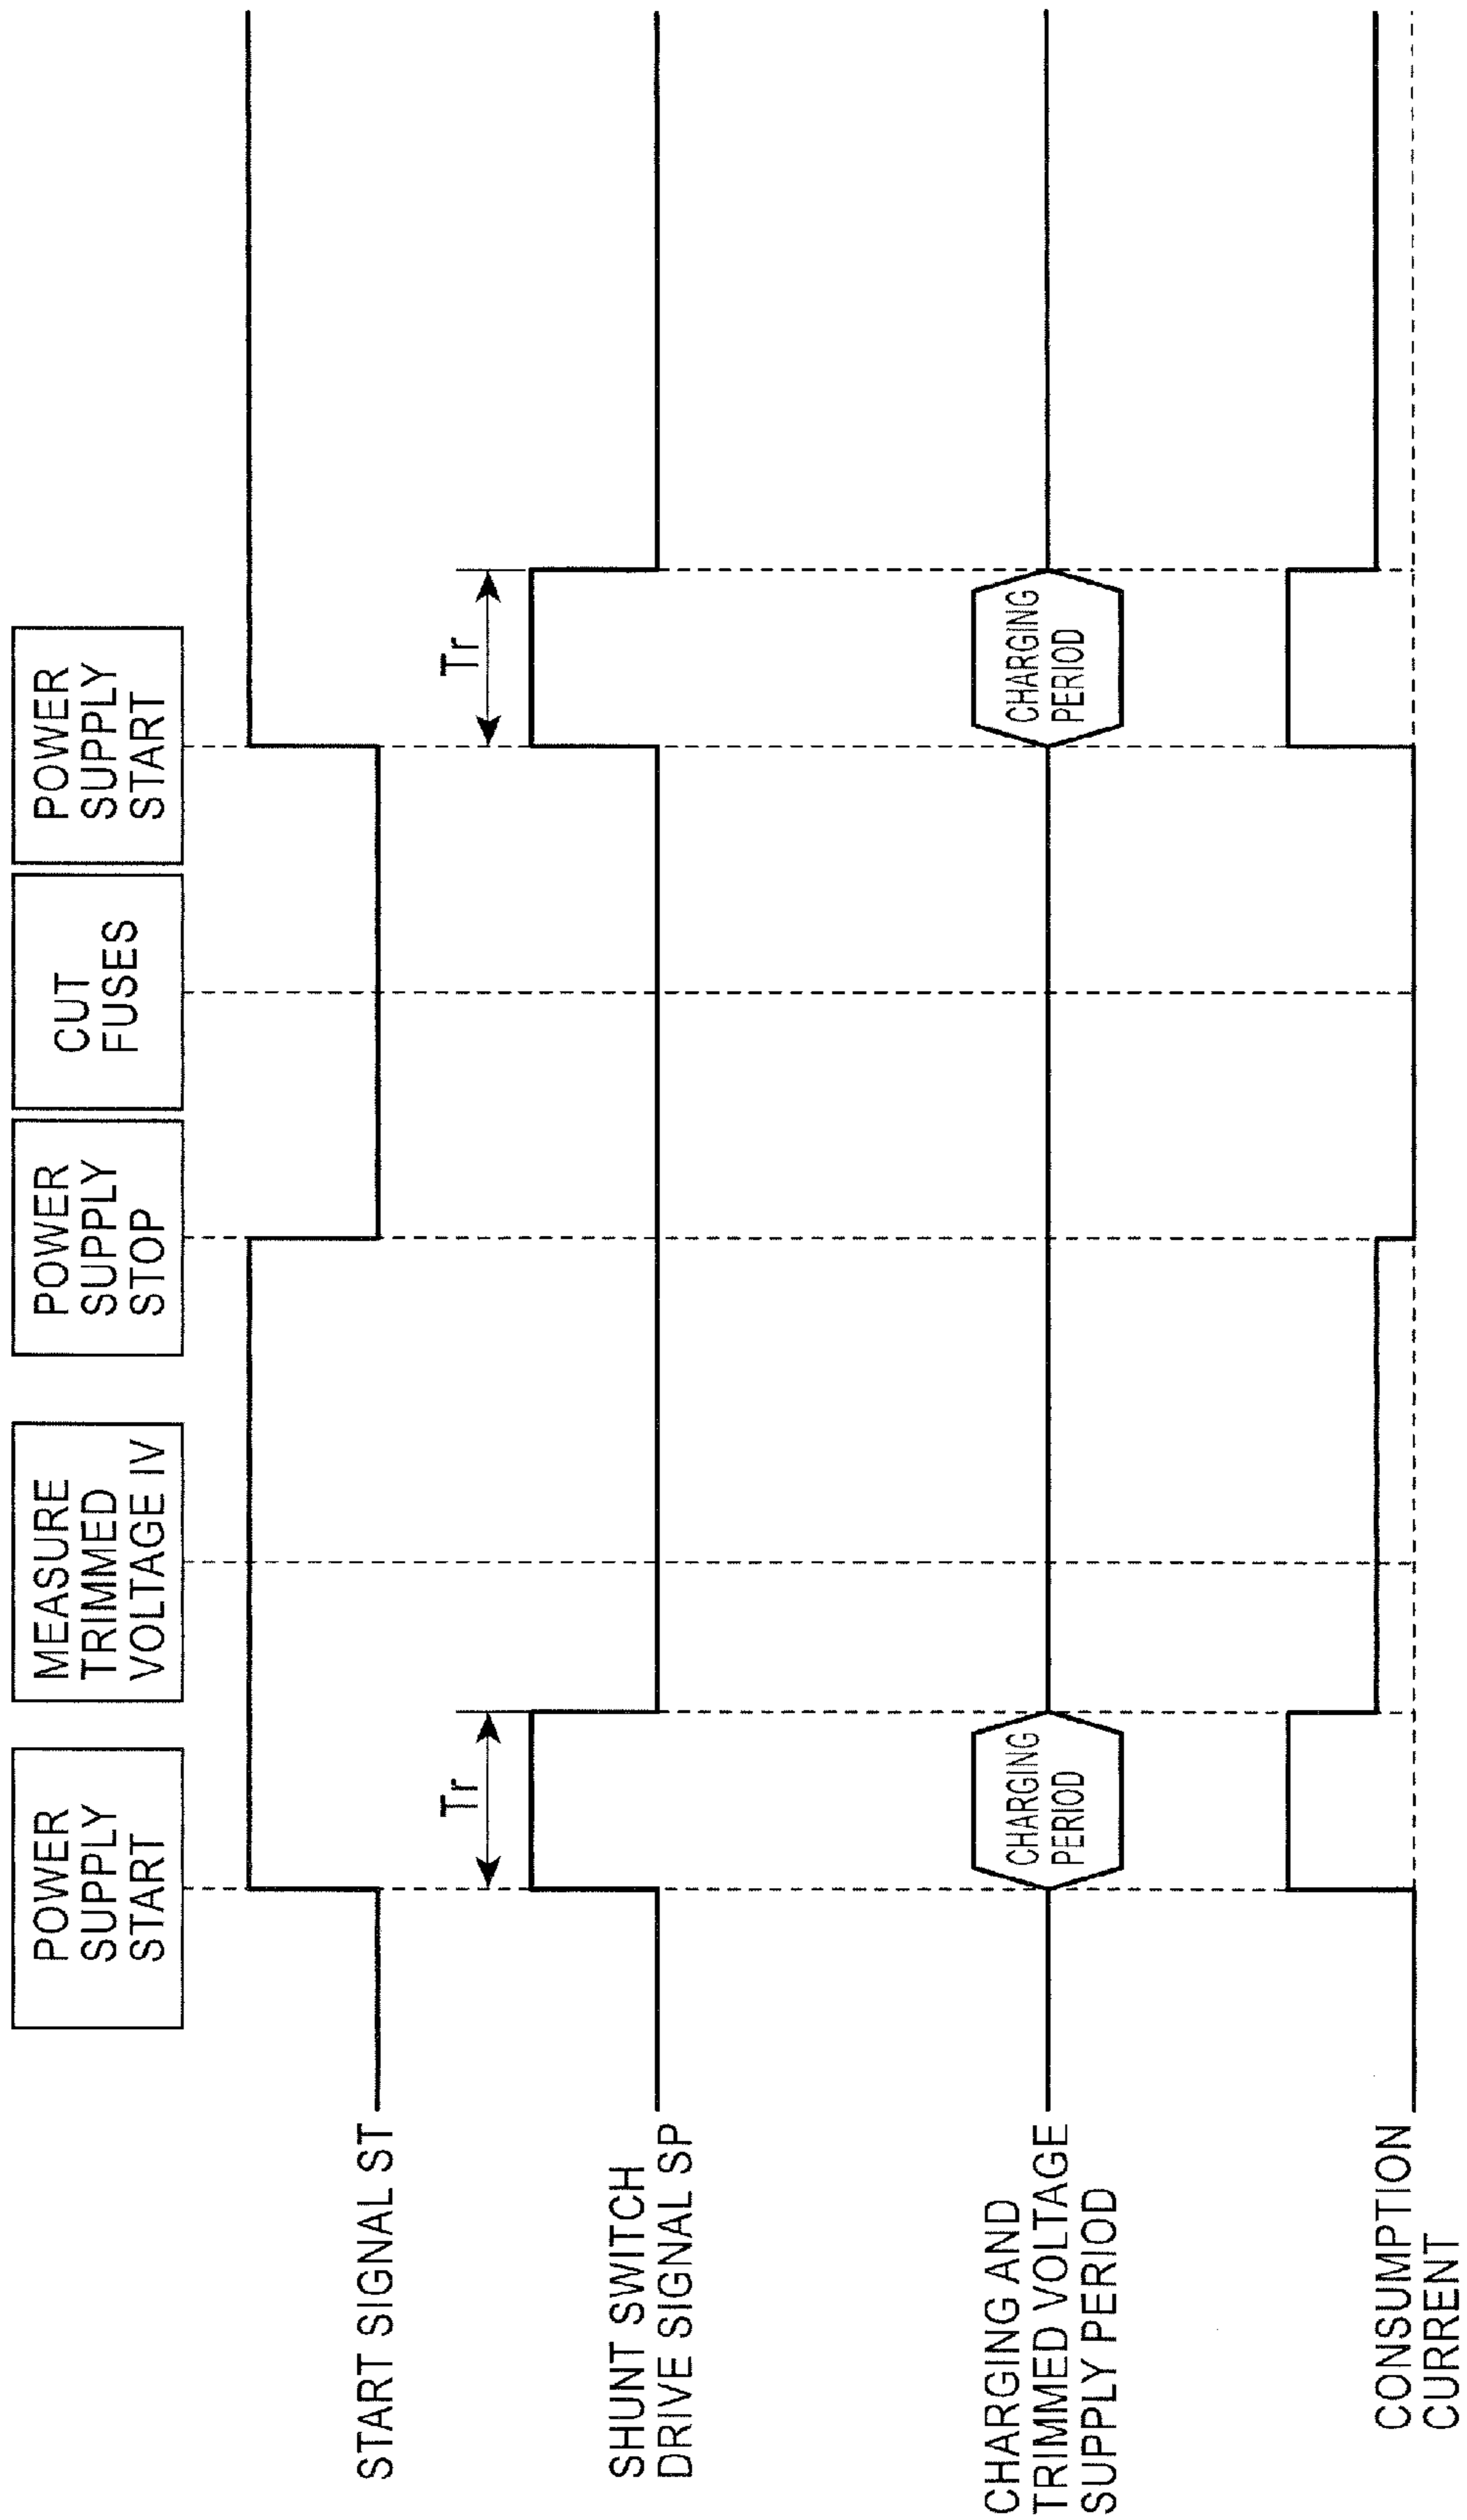 POWER
SUPPLY
START
MEASURE
TRIMMED
VOLTAGE IV
POWER
SUPPLY
STOP
CUT
FUSES
POWER
SUPPLY
START
START SIGNAL ST
Tr
Tr
SHUNT SWITCH
DRIVE SIGNAL SP
CHARGING AND
TRIMMED VOLTAGE
SUPPLY PERIOD
CHARGING
PERIOD
CHARGING
PERIOD
CONSUMPTION
CURRENT